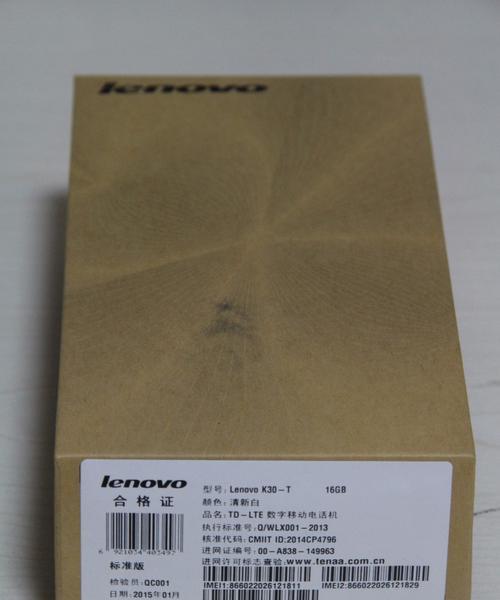 lenovo
lenovo
合格证
6 921034 403497
标准版
检验员:QC001
日期:2015年01月
型号:Lenovo K30-T 16GB
颜色:清新白
品名:TD-LTE 数字移动电话机
执行标准号:Q/WLX001-2013
核准代码:CMIIT ID:2014CP4796
进网证编号:00-A838-149963
进网许可标志查验:www.tenaa.com.cn
IMEI1:866022026121811 IMEI2:866022026121829